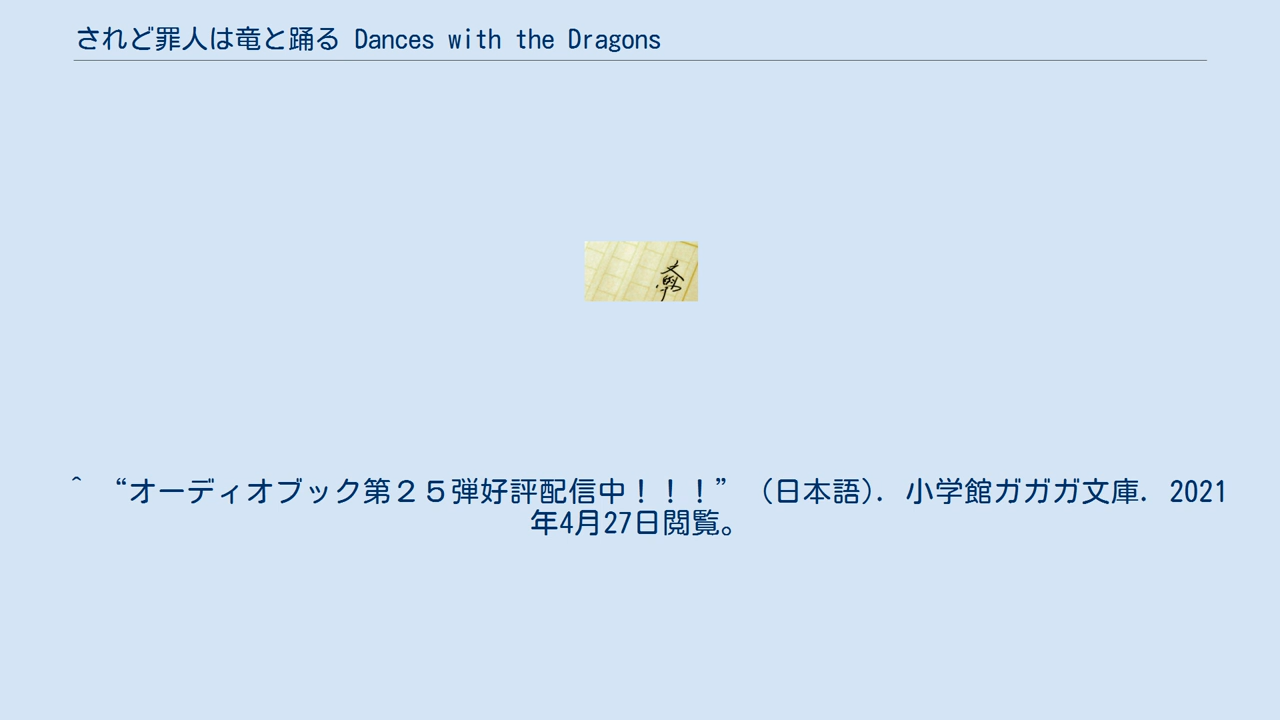 されど罪人は竜と踊る Dances with the Dragons
^ “オーディオブック第２５弾好評配信中！！！” (日本語). 小学館ガガガ文庫. 2021
年4月27日閲覧。